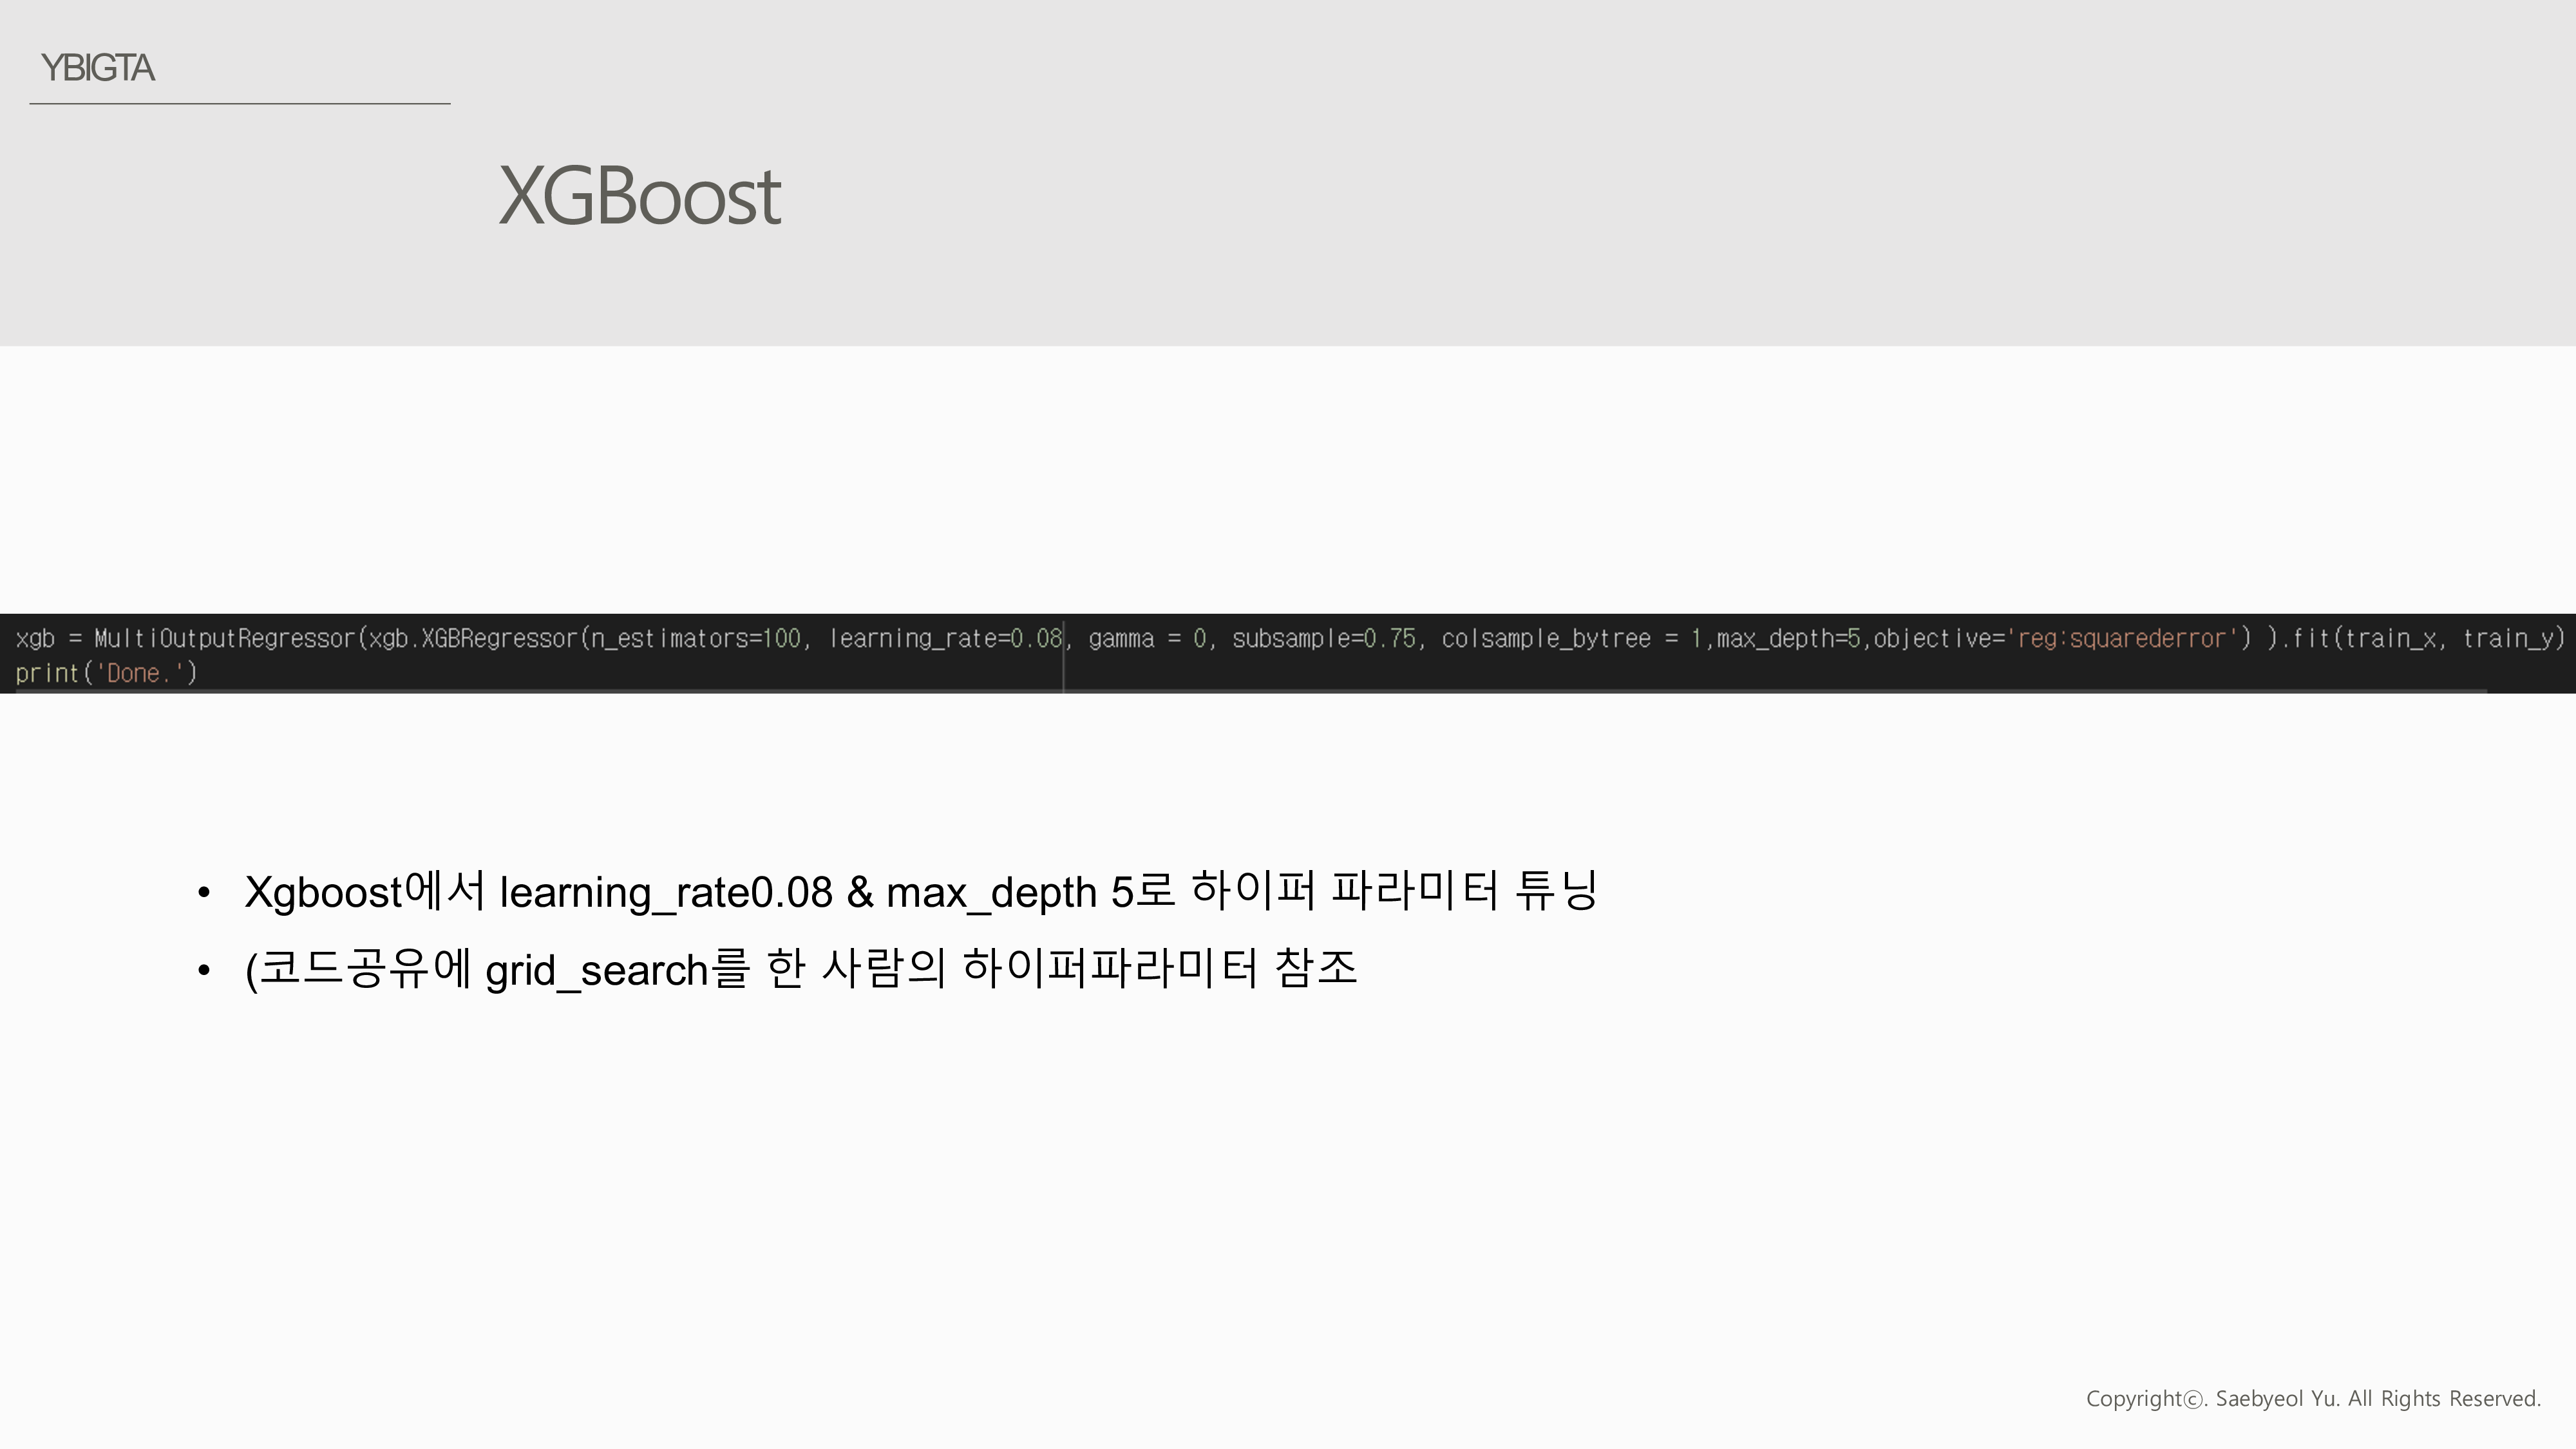 YBIGTA
XGBoost
xgb = MultiOutputRegressor(xgb.XGBRegressor(n_estimators=100, learning_rate=0.08, gamma = 0, subsample=0.75, colsample_bytree = 1,max_depth=5,objective='reg:squarederror') ).fit(train_x, train_y)
print('Done.')
• Xgboost에서 learning_rate0.08 & max_depth 5로 하이퍼 파라미터 튜닝
• (코드공유에 grid_search를 한 사람의 하이퍼파라미터 참조
Copyrightⓒ. Saebyeol Yu. All Rights Reserved.